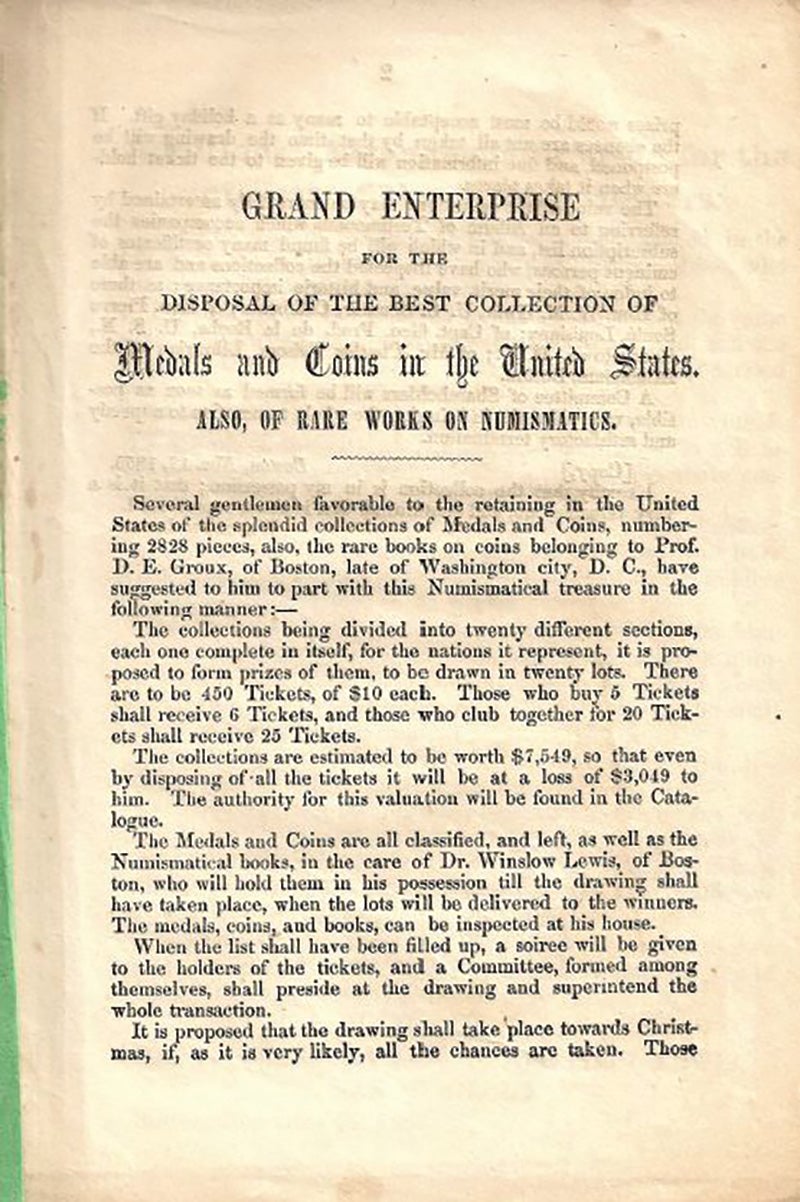 GRAND ENTERPRISE
FOR THE
DISPOSAL OF THE BEST COLLECTION OF
Medals and Coins in the United States.
ALSO, OF RARE WORKS ON NUMISMATICS.
Several gentlemen favorable to the retaining in the United
States of the splendid collections of Medals and Coins, number-
ing 2828 pieces, also, the rare books on coins belonging to Prof.
D. E. Groux, of Boston, late of Washington city, D. C., have
suggested to him to part with this Numismatical treasure in the
following manner:—
The collections being divided into twenty different sections,
each one complete in itself, for the nations it represent, it is pro-
posed to form prizes of them, to be drawn in twenty lots. There
are to be 450 Tickets, of $10 each. Those who buy 5 Tickets
shall receive 6 Tickets, and those who club together for 20 Tick-
ets shall receive 25 Tickets.
The collections are estimated to be worth $7,549, so that even
by disposing of all the tickets it will be at a loss of $3,049 to
him. The authority for this valuation will be found in the Cata-
logue.
The Medals and Coins are all classified, and left, as well as the
Numismatical books, in the care of Dr. Winslow Lewis, of Bos-
ton, who will hold them in his possession till the drawing shall
have taken place, when the lots will be delivered to the winners.
The medals, coins, and books, can be inspected at his house.
When the list shall have been filled up, a soiree will be given
to the holders of the tickets, and a Committee, formed among
themselves, shall preside at the drawing and superintend the
whole transaction.
It is proposed that the drawing shall take place towards Christ-
mas, if, as it is very likely, all the chances are taken. Those